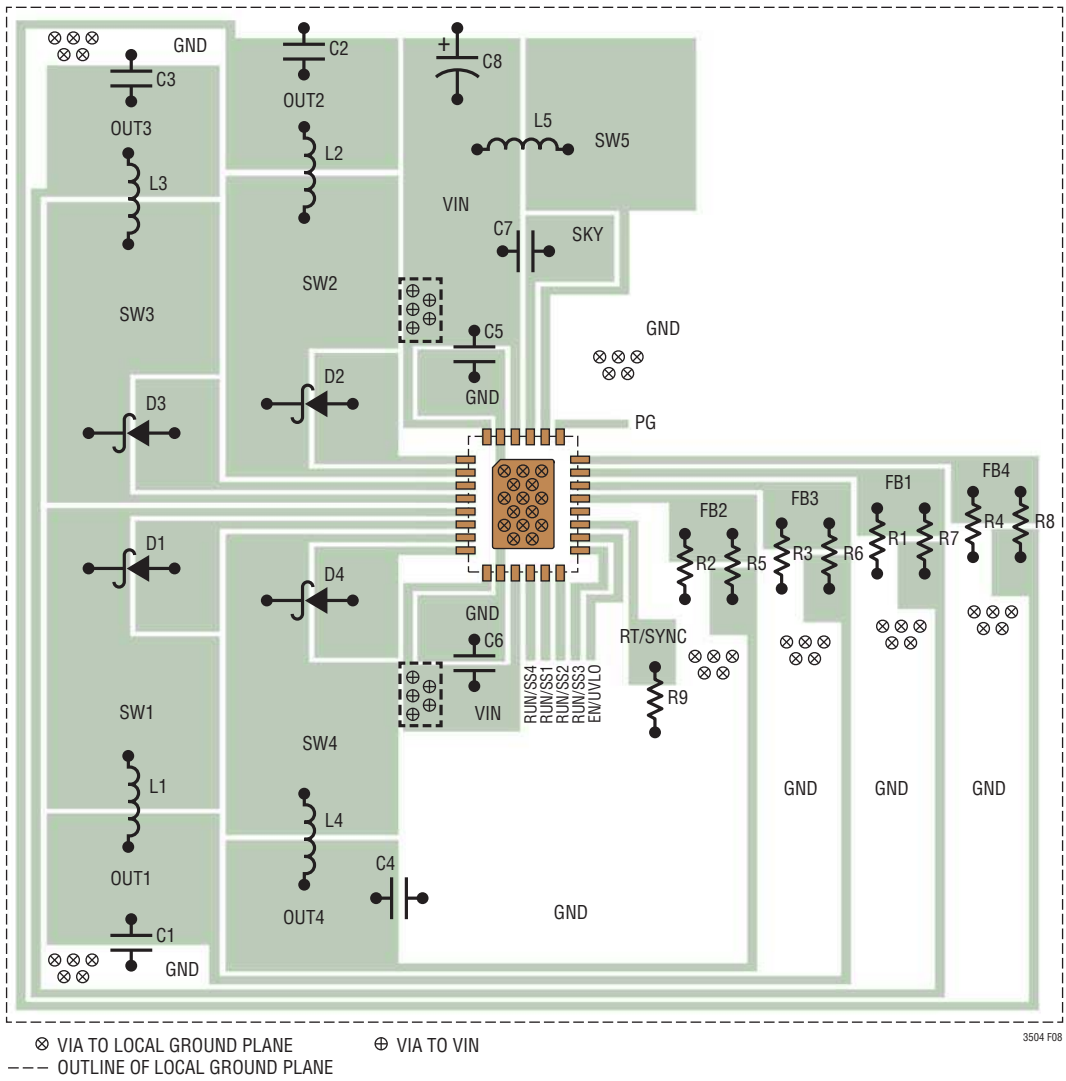 GND
C2
C8
+
C3
OUT2
OUT3
L5
SW5
L2
L3
VIN
C7
SKY
SW2
SW3
GND
C5
D2
GND
D3
PG
FB4
FB1
FB3
FB2
R4
R8
R1
R7
R2
R5
R3
R6
D1
D4
GND
RT/SYNC
C6
RUN/SS4
RUN/SS1
RUN/SS2
RUN/SS3
EN/UVLO
R9
SW1
VIN
SW4
L1
GND
GND
GND
L4
C4
OUT1
OUT4
GND
C1
GND
VIA TO LOCAL GROUND PLANE
VIA TO VIN
3504 F08
OUTLINE OF LOCAL GROUND PLANE